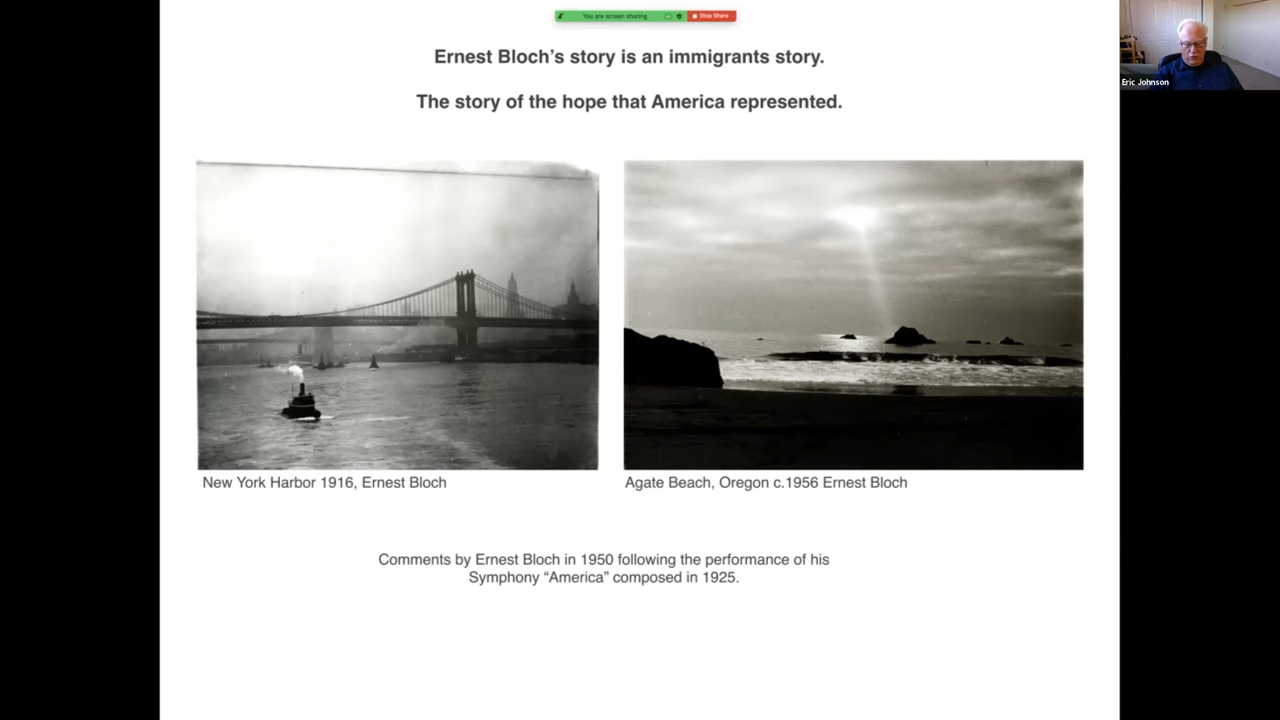 You are screen sharing
Stop Share
Ernest Bloch’s story is an immigrants story.
Eric Johnson
The story of the hope that America represented.
New York Harbor 1916, Ernest Bloch
Agate Beach, Oregon c.1956 Ernest Bloch
Comments by Ernest Bloch in 1950 following the performance of his
Symphony “America” composed in 1925.